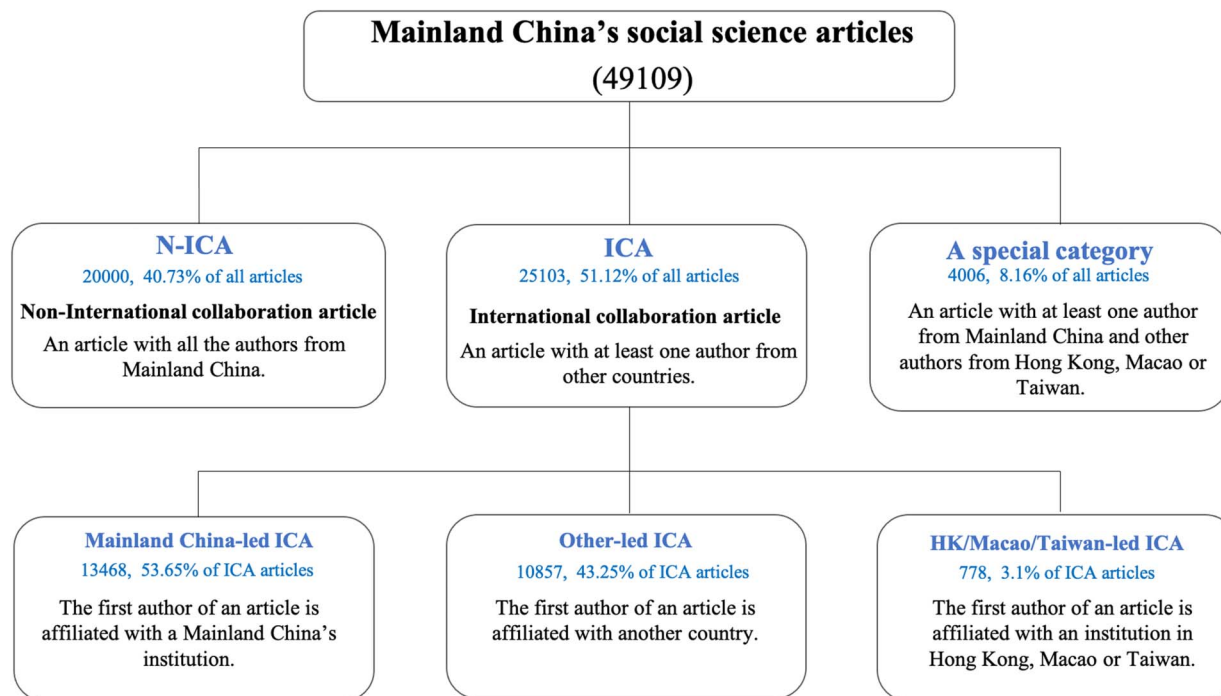 Mainland China’s social science articles
(49109)
N-ICA
20000, 40.73% of all articles
Non-International collaboration article
An article with all the authors from
Mainland China.
ICA
25103, 51.12% of all articles
International collaboration article
An article with at least one author from
other countries.
A special category
4006, 8.16% of all articles
An article with at least one author
from Mainland China and other
authors from Hong Kong, Macao or
Taiwan.
Mainland China-led ICA
13468, 53.65% of ICA articles
The first author of an article is
affiliated with a Mainland China’s
institution.
Other-led ICA
10857, 43.25% of ICA articles
The first author of an article is
affiliated with another country.
HK/Macao/Taiwan-led ICA
778, 3.1% of ICA articles
The first author of an article is
affiliated with an institution in
Hong Kong, Macao or Taiwan.